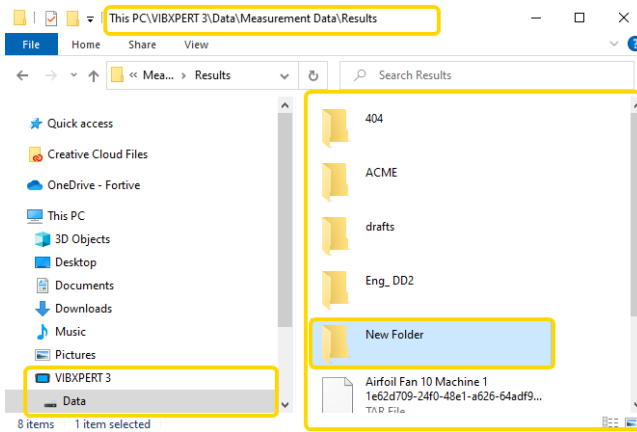 This PC\VIBXPERT 3\Data\Measurement Data\Results
File Home Share View
« Mea... › Results
Search Results
Quick access
Creative Cloud Files
OneDrive - Fortive
This PC
3D Objects
Desktop
Documents
Downloads
Music
Pictures
VIBXPERT 3
Data
404
ACME
drafts
Eng_ DD2
New Folder
Airfoil Fan 10 Machine 1
1e62d709-24f0-48e1-a626-64adf9...
TAR File
8 items 1 item selected